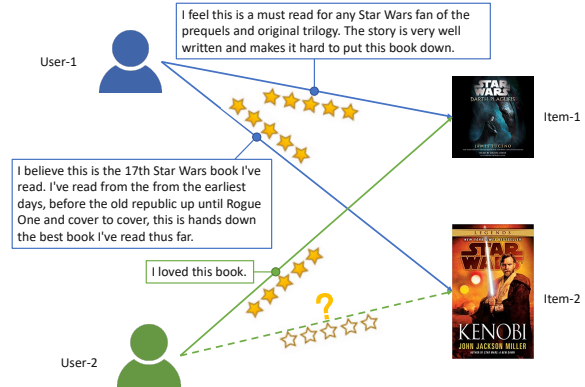 I feel this is a must read for any Star Wars fan of the
prequels and original trilogy. The story is very well
written and makes it hard to put this book down.
User-1
STAR
WARS
DARTH PLAGUEIS
JAMES LUCENO
Item-1
I believe this is the 17th Star Wars book I've
read. I've read from the from the earliest
days, before the old republic up until Rogue
One and cover to cover, this is hands down
the best book I've read thus far.
I loved this book.
?
LEGENDS
STAR
WARS
KENOBI
JOHN JACKSON MILLER
Item-2
User-2